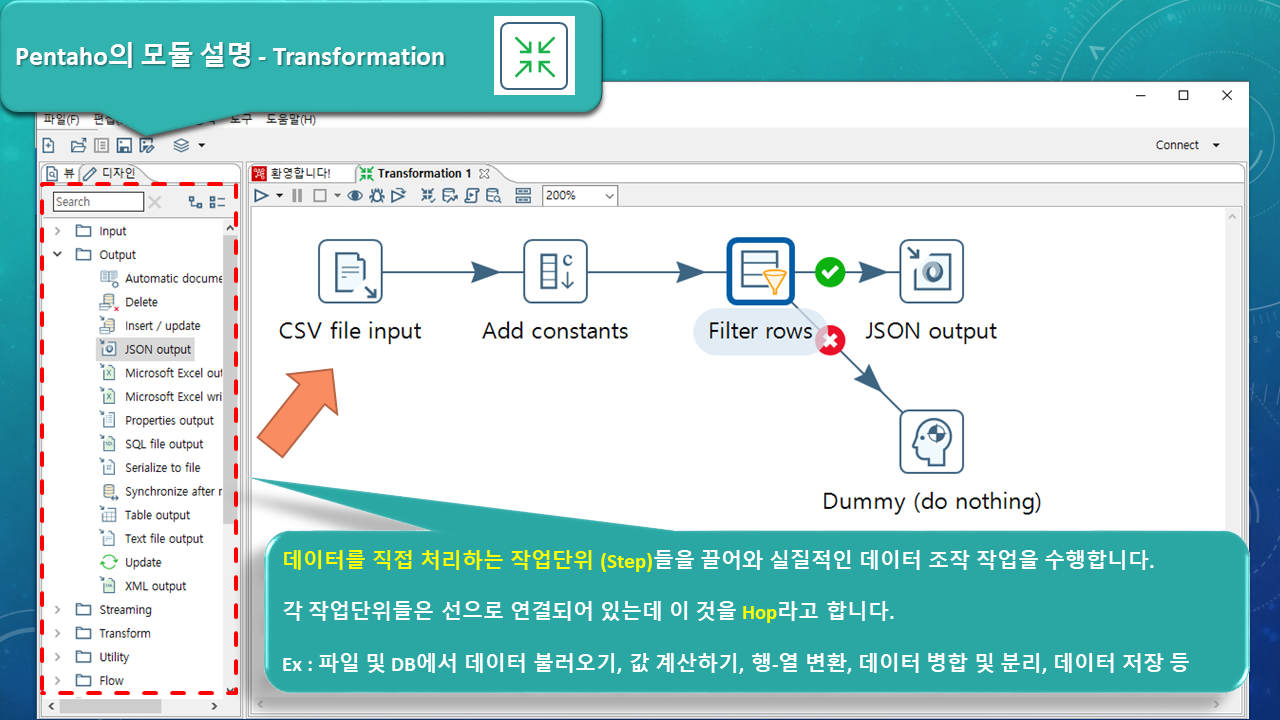 Pentaho의 모듈 설명 - Transformation
파일(F) 도구 도움말(H)
Connect
뷰 디자인 환영합니다! Transformation 1
200%
Search
Input
Output
Automatic docume
Delete
Insert / update
JSON output
Microsoft Excel out
Microsoft Excel wri
Properties output
SQL file output
Serialize to file
Synchronize after r
Table output
Text file output
Update
XML output
Streaming
Transform
Utility
Flow
CSV file input
Add constants
Filter rows
JSON output
Dummy (do nothing)
데이터를 직접 처리하는 작업단위 (Step)들을 끌어와 실질적인 데이터 조작 작업을 수행합니다.
각 작업단위들은 선으로 연결되어 있는데 이 것을 Hop라고 합니다.
Ex : 파일 및 DB에서 데이터 불러오기, 값 계산하기, 행-열 변환, 데이터 병합 및 분리, 데이터 저장 등